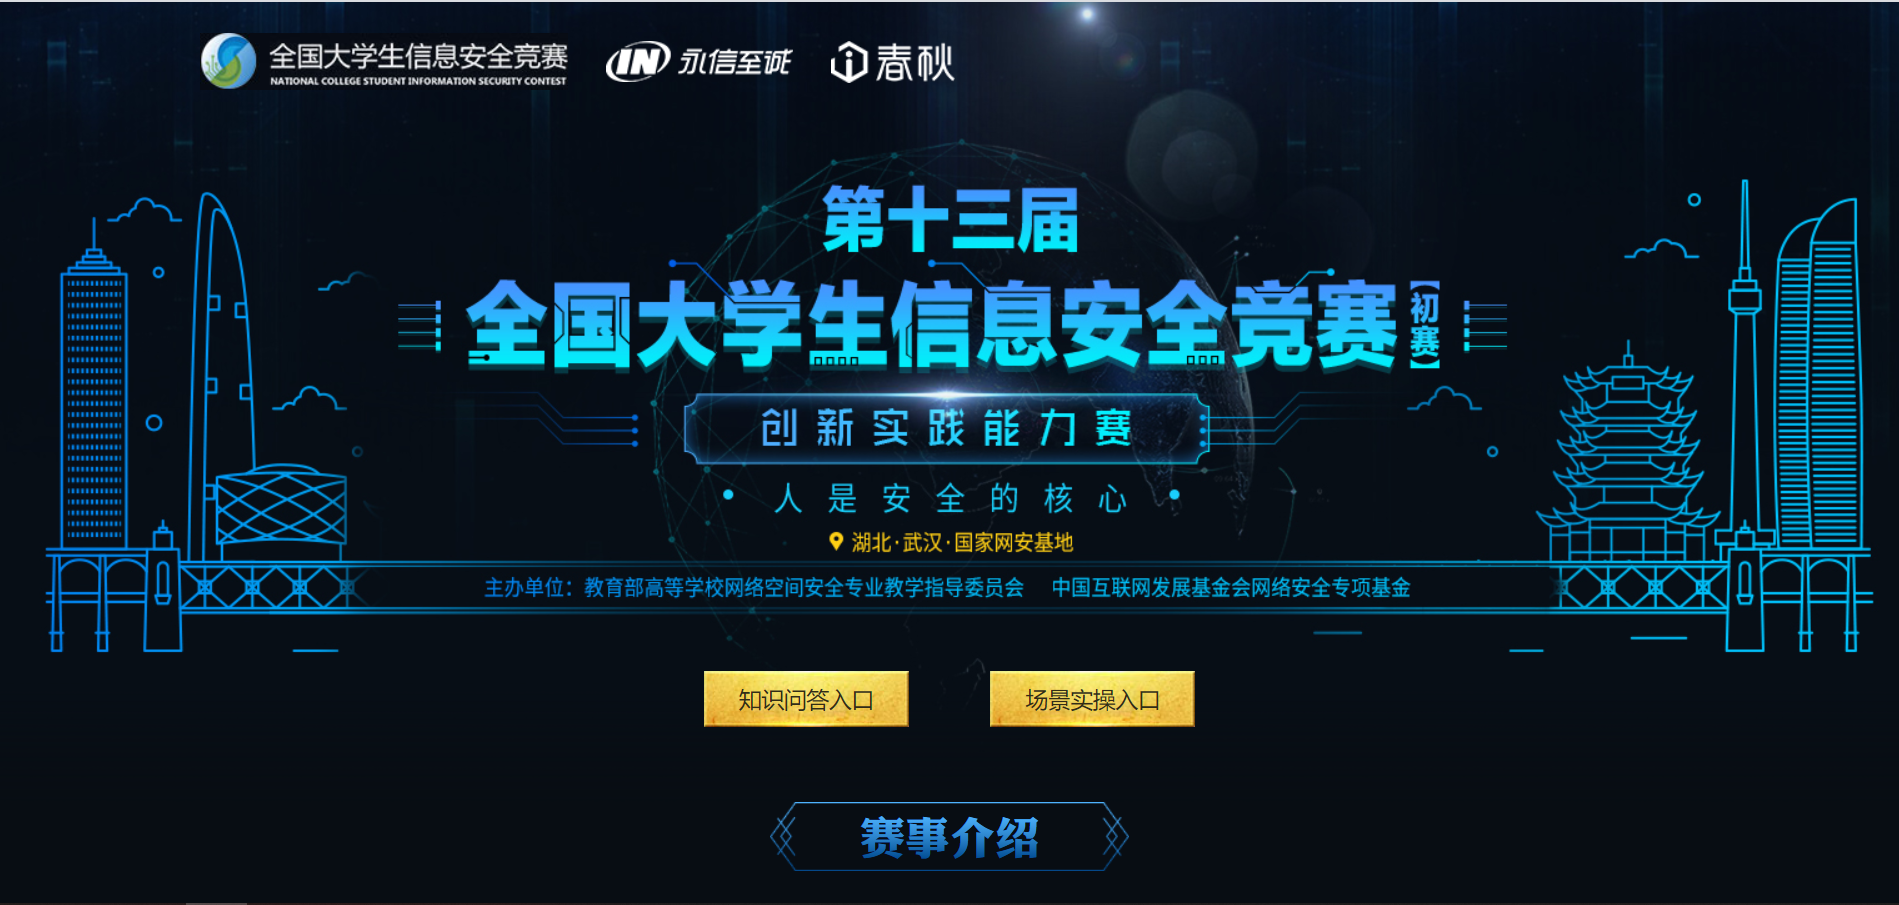 全国大学生信息安全竞赛
NATIONAL COLLEGE STUDENT INFORMATION SECURITY CONTEST
IN 永信至诚
春秋
第十三届
全国大学生信息安全竞赛【初赛】
创新实践能力赛
人是安全的核心
湖北·武汉·国家网安基地
主办单位：教育部高等学校网络空间安全专业教学指导委员会 中国互联网发展基金会网络安全专项基金
知识问答入口 场景实操入口
赛事介绍